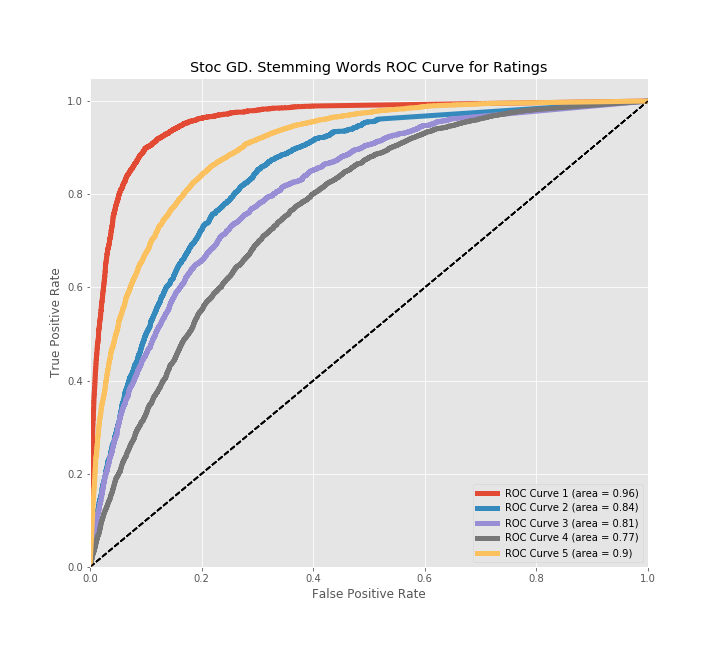 Stoc GD. Stemming Words ROC Curve for Ratings
True Positive Rate
1.0
0.8
0.6
0.4
0.2
0.0
0.0 0.2 0.4 0.6 0.8 1.0
False Positive Rate
ROC Curve 1 (area = 0.96)
ROC Curve 2 (area = 0.84)
ROC Curve 3 (area = 0.81)
ROC Curve 4 (area = 0.77)
ROC Curve 5 (area = 0.9)